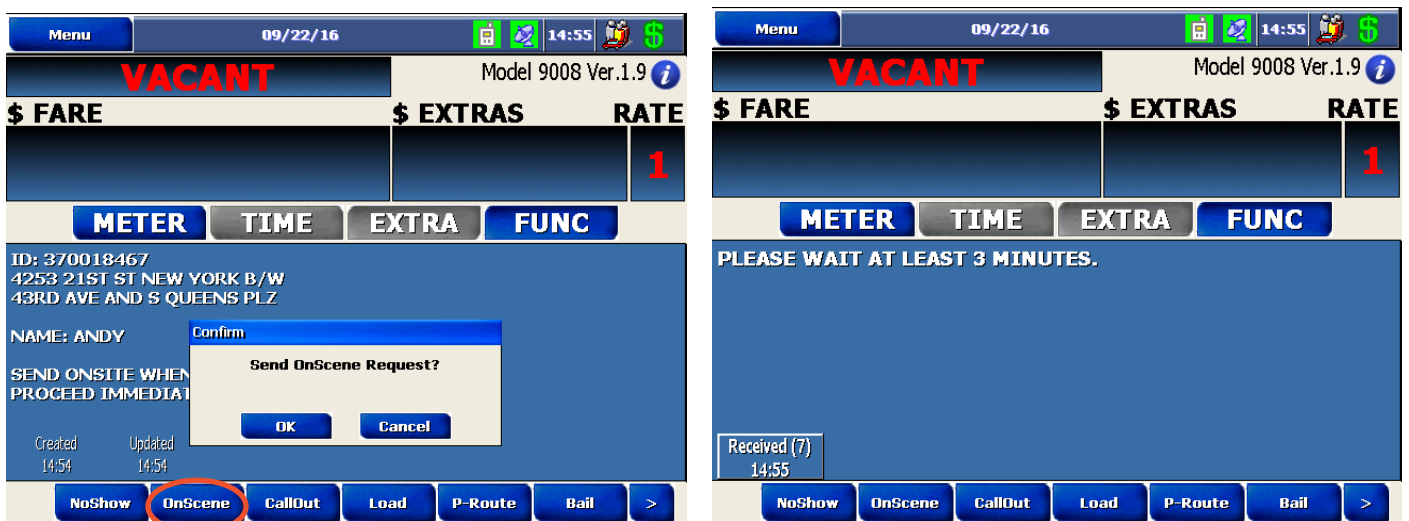 Menu 09/22/16 14:55 $
VACANT Model 9008 Ver.1.9 i
$ FARE $ EXTRAS RATE
1
METER TIME EXTRA FUNC
ID: 370018467
4253 21ST ST NEW YORK B/W
43RD AVE AND S QUEENS PLZ
NAME: ANDY
SEND ONSITE WHEN
PROCEED IMMEDIAT
Confirm
Send OnScene Request?
OK Cancel
Created Updated
14:54 14:54
NoShow OnScene CallOut Load P-Route Bail >
Menu 09/22/16 14:55 $
VACANT Model 9008 Ver.1.9 i
$ FARE $ EXTRAS RATE
1
METER TIME EXTRA FUNC
PLEASE WAIT AT LEAST 3 MINUTES.
Received (7)
14:55
NoShow OnScene CallOut Load P-Route Bail >